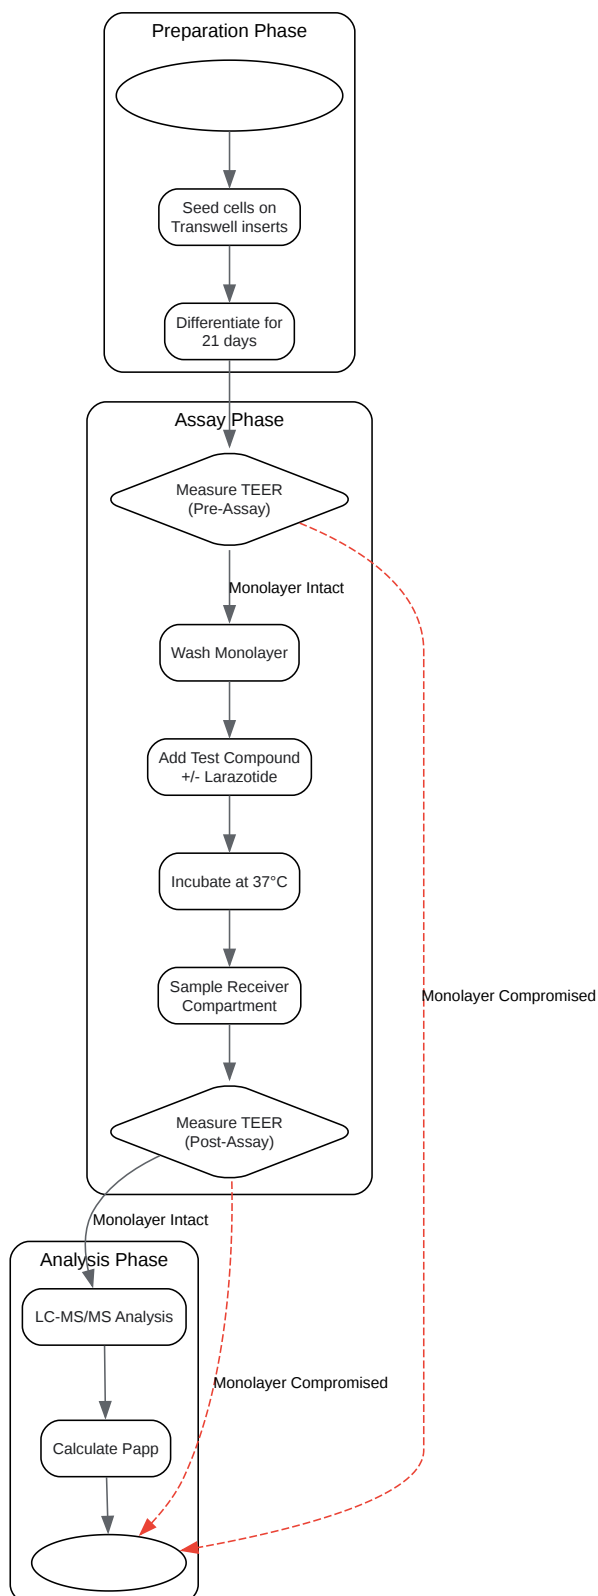 Preparation Phase
Seed cells on
Transwell inserts
Differentiate for
21 days
Assay Phase
Measure TEER
(Pre-Assay)
Monolayer Intact
Wash Monolayer
Add Test Compound
+/- Larazotide
Incubate at 37°C
Sample Receiver
Compartment
Monolayer Compromised
Measure TEER
(Post-Assay)
Monolayer Intact
Analysis Phase
LC-MS/MS Analysis
Monolayer Compromised
Calculate Papp